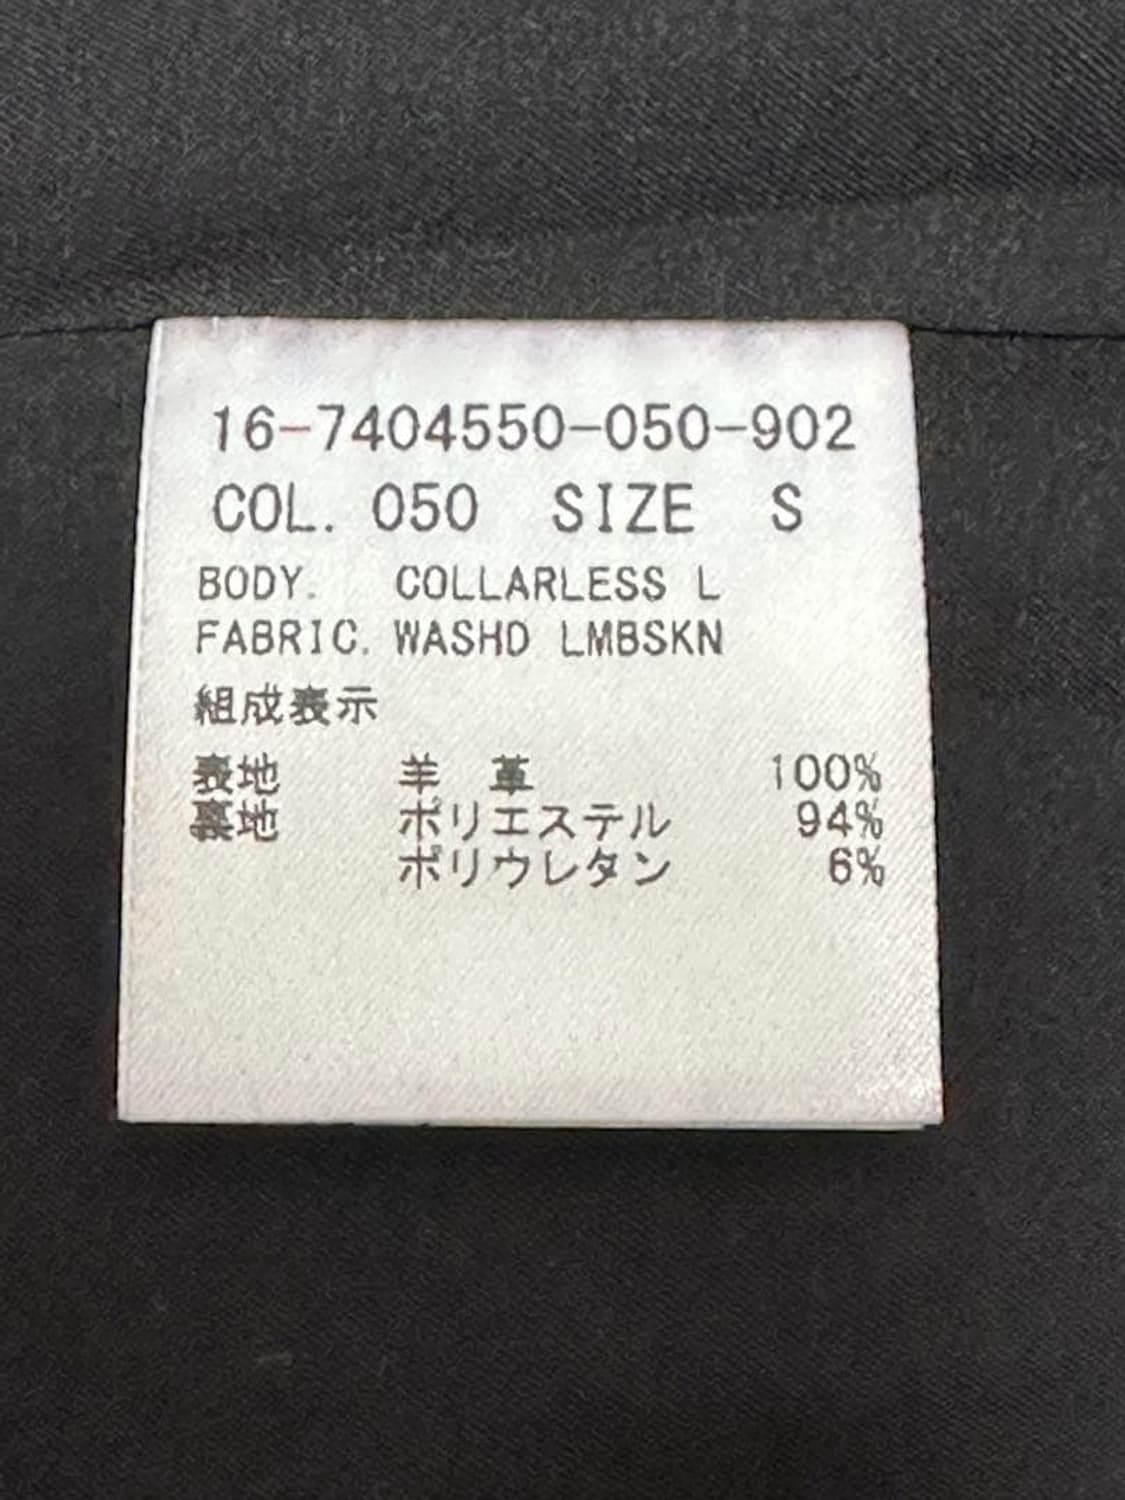 16-7404550-050-902
COL. 050 SIZE S
BODY. COLLARLESS L
FABRIC. WASHD LMBSKN
組成表示
表地 羊 革 100%
裏地 ポリエステル 94%
ポリウレタン 6%